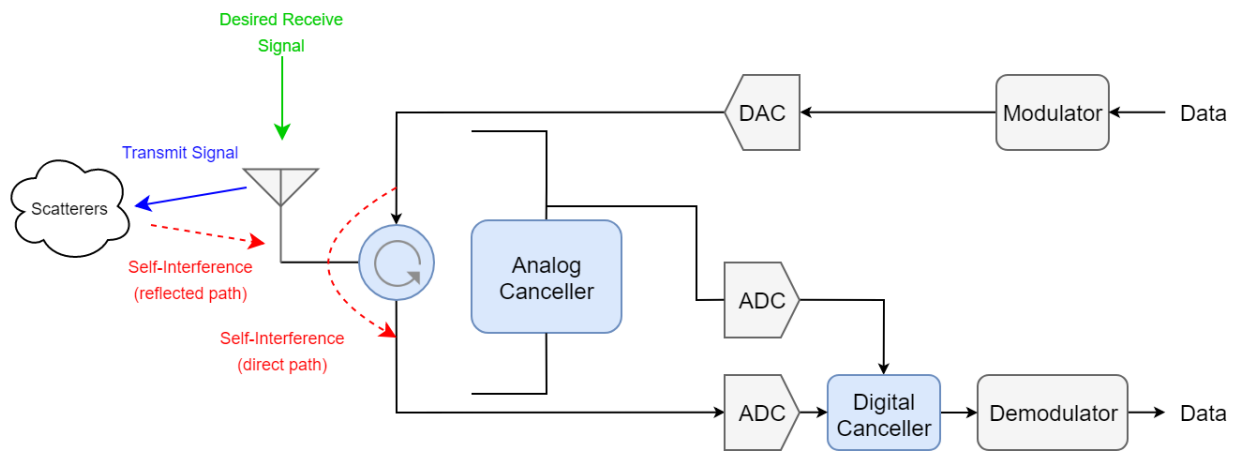 Desired Receive
Signal
DAC
Modulator
Data
Transmit Signal
Scatterers
Self-Interference
(reflected path)
Analog
Canceller
ADC
Self-Interference
(direct path)
ADC
Digital
Canceller
Demodulator
Data